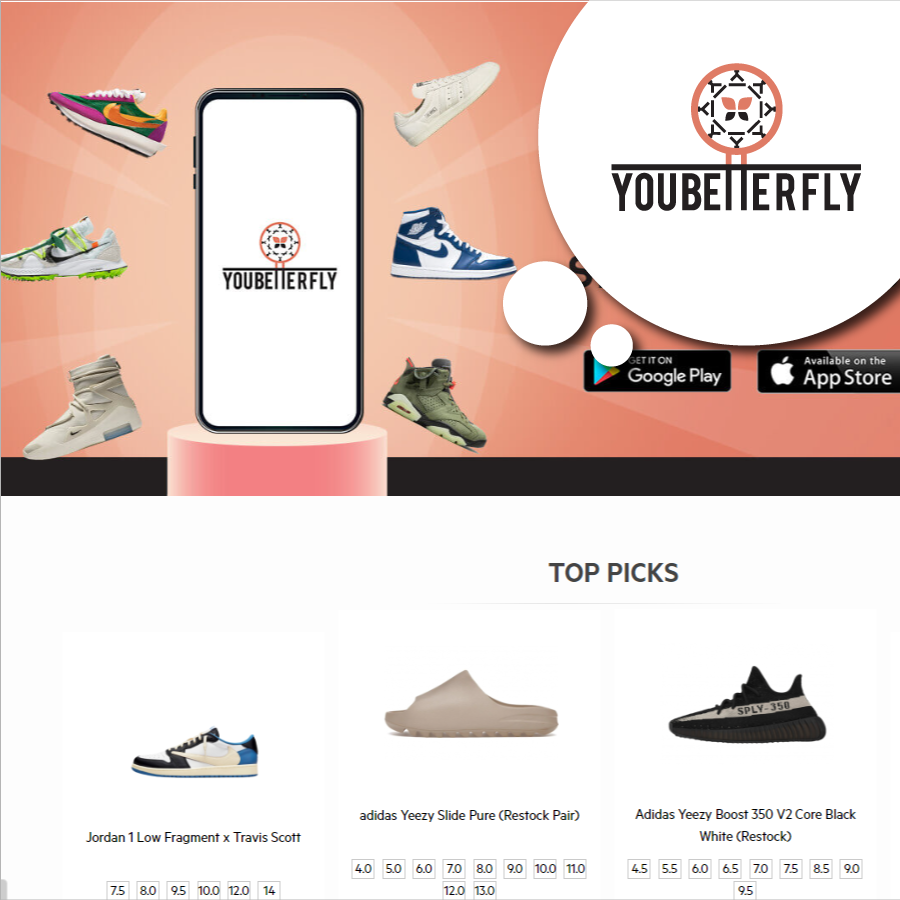 YOUBETTERFLY
YOUBETTERFLY
GET IT ON
Google Play
Available on the
App Store
TOP PICKS
SPLY-350
Jordan 1 Low Fragment x Travis Scott
7.5 8.0 9.5 10.0 12.0 14
adidas Yeezy Slide Pure (Restock Pair)
4.0 5.0 6.0 7.0 8.0 9.0 10.0 11.0
12.0 13.0
Adidas Yeezy Boost 350 V2 Core Black
White (Restock)
4.5 5.5 6.0 6.5 7.0 7.5 8.5 9.0
9.5